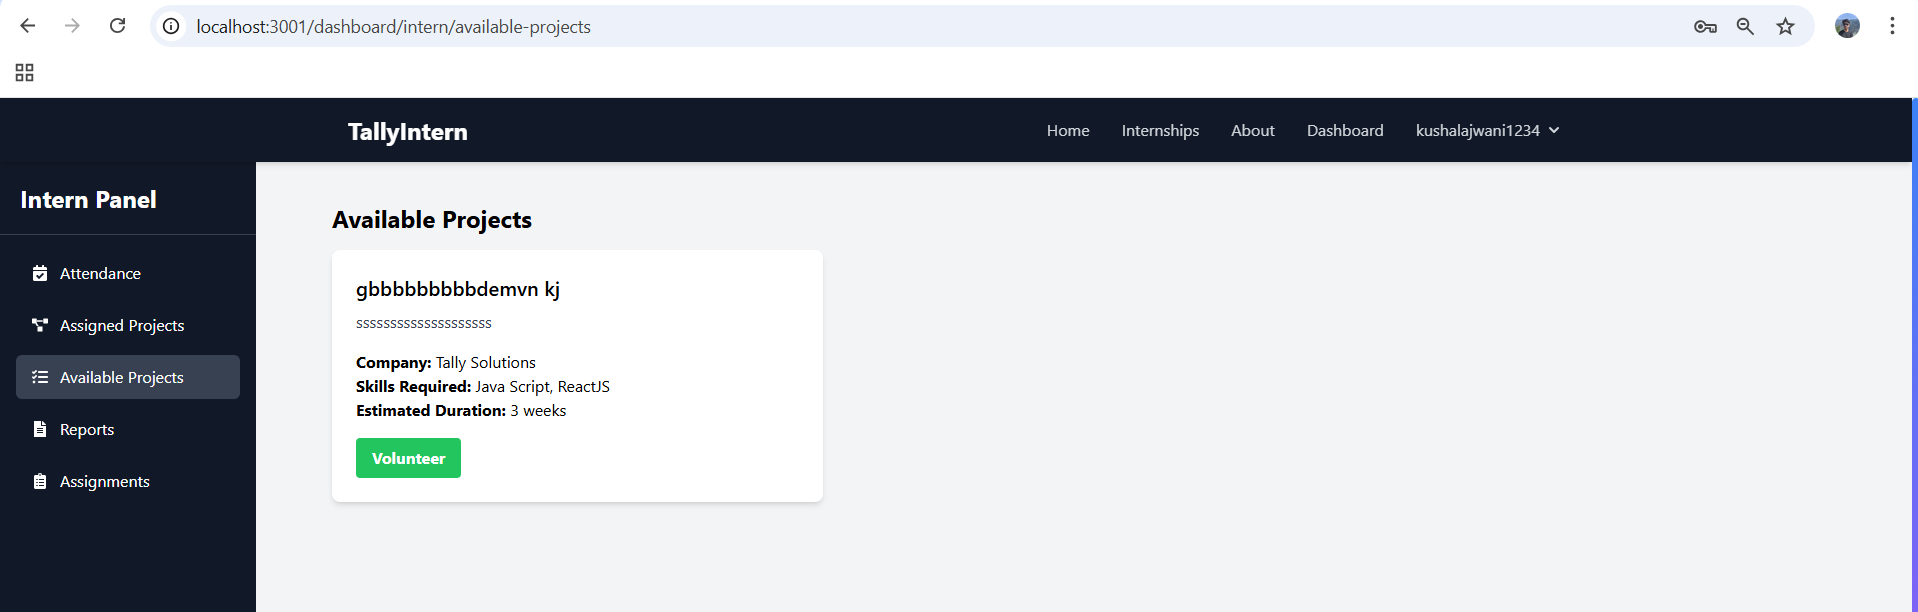 localhost:3001/dashboard/intern/available-projects
TallyIntern
Home Internships About Dashboard kushalajwani1234
Intern Panel
Attendance
Assigned Projects
Available Projects
Reports
Assignments
Available Projects
gbbbbbbbbbdemvn kj
ssssssssssssssssssss
Company: Tally Solutions
Skills Required: Java Script, ReactJS
Estimated Duration: 3 weeks
Volunteer